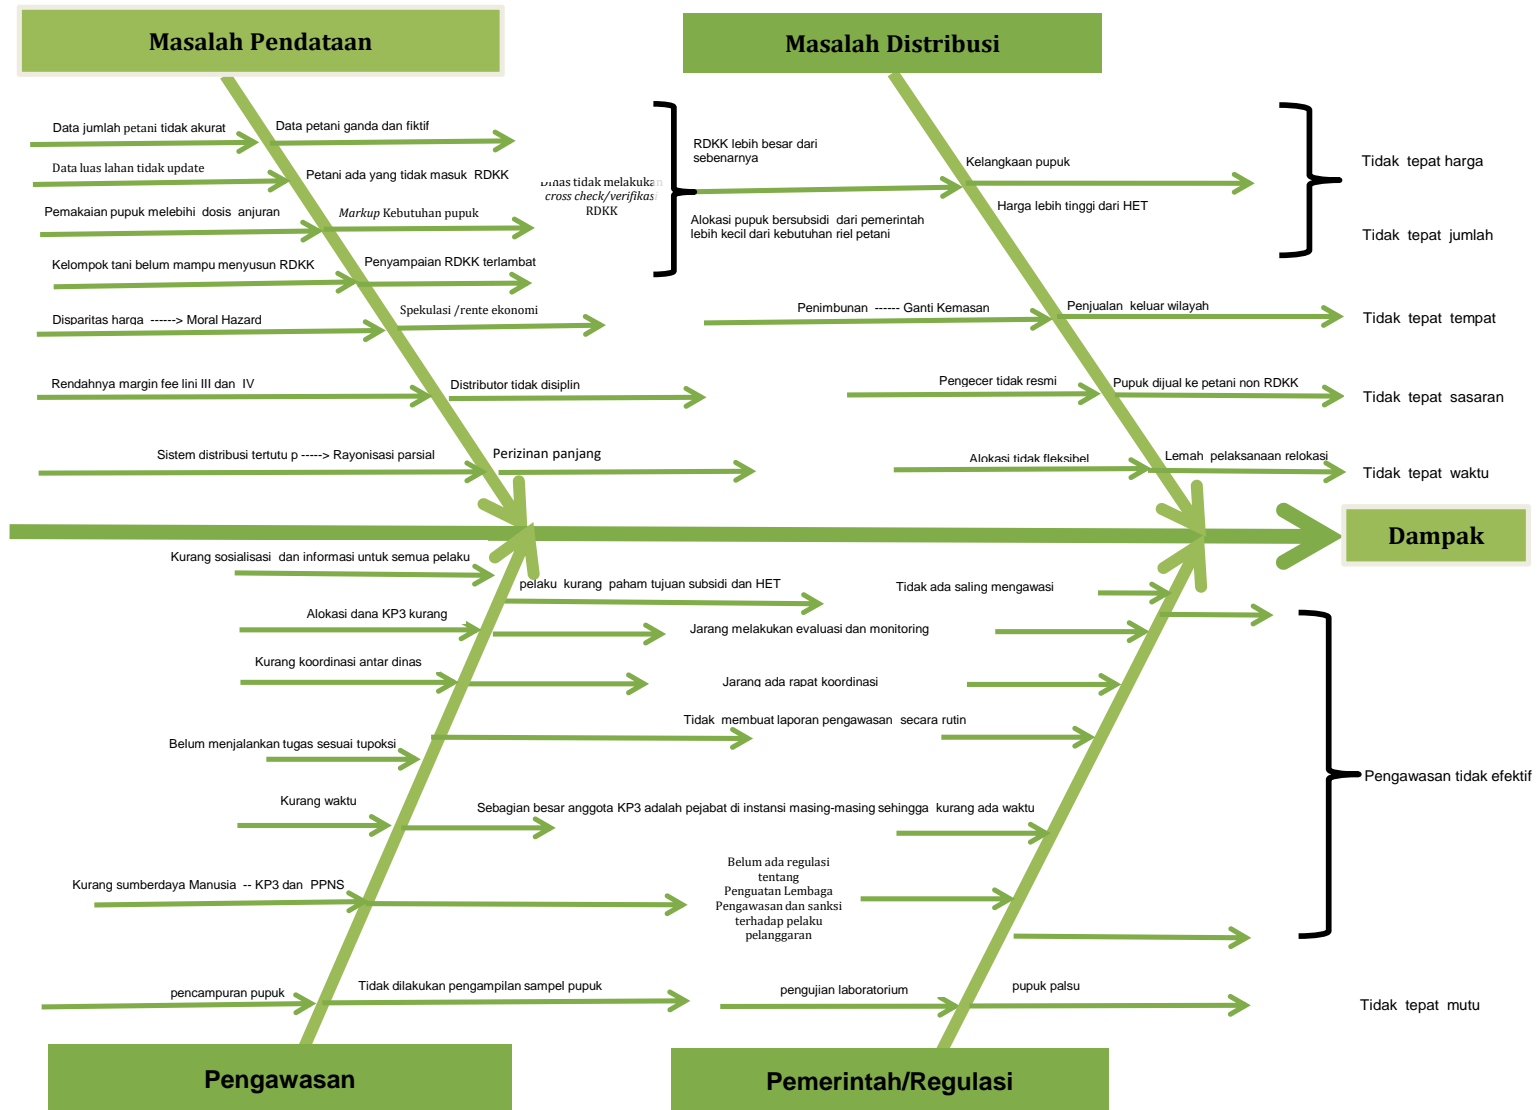 Masalah Pendataan
Masalah Distribusi
Data jumlah petani tidak akurat
Data petani ganda dan fiktif
Data luas lahan tidak update
Petani ada yang tidak masuk RDKK
Pemakaian pupuk melebihi dosis anjuran
Markup Kebutuhan pupuk
Kelompok tani belum mampu menyusun RDKK
Penyampaian RDKK terlambat
Disparitas harga ------> Moral Hazard
Spekulasi /rente ekonomi
Rendahnya margin fee lini III dan IV
Distributor tidak disiplin
Sistem distribusi tertutu p -----> Rayonisasi parsial
Perizinan panjang
Dinas tidak melakukan
cross check/verifikasi
RDKK
RDKK lebih besar dari
sebenarnya
Alokasi pupuk bersubsidi dari pemerintah
lebih kecil dari kebutuhan riel petani
Kelangkaan pupuk
Harga lebih tinggi dari HET
Penimbunan ------ Ganti Kemasan
Penjualan keluar wilayah
Pengecer tidak resmi
Pupuk dijual ke petani non RDKK
Alokasi tidak fleksibel
Lemah pelaksanaan relokasi
Tidak tepat harga
Tidak tepat jumlah
Tidak tepat tempat
Tidak tepat sasaran
Tidak tepat waktu
Dampak
Kurang sosialisasi dan informasi untuk semua pelaku
pelaku kurang paham tujuan subsidi dan HET
Tidak ada saling mengawasi
Alokasi dana KP3 kurang
Jarang melakukan evaluasi dan monitoring
Kurang koordinasi antar dinas
Jarang ada rapat koordinasi
Tidak membuat laporan pengawasan secara rutin
Belum menjalankan tugas sesuai tupoksi
Kurang waktu
Sebagian besar anggota KP3 adalah pejabat di instansi masing-masing sehingga kurang ada waktu
Kurang sumberdaya Manusia -- KP3 dan PPNS
Belum ada regulasi
tentang
Penguatan Lembaga
Pengawasan dan sanksi
terhadap pelaku
pelanggaran
Pengawasan tidak efektif
pencampuran pupuk
Tidak dilakukan pengampilan sampel pupuk
pengujian laboratorium
pupuk palsu
Tidak tepat mutu
Pengawasan
Pemerintah/Regulasi